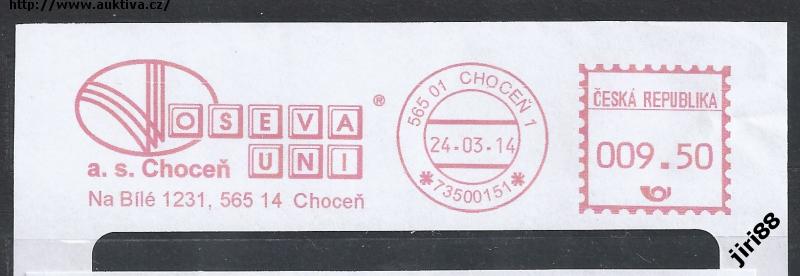 http://www.auktiva.cz/
OSEVA ®
UNI
a. s. Choceň
Na Bílé 1231, 565 14 Choceň
565 01 CHOCEŇ 1
24.03.14
*73500151*
ČESKÁ REPUBLIKA
009.50
jiri88